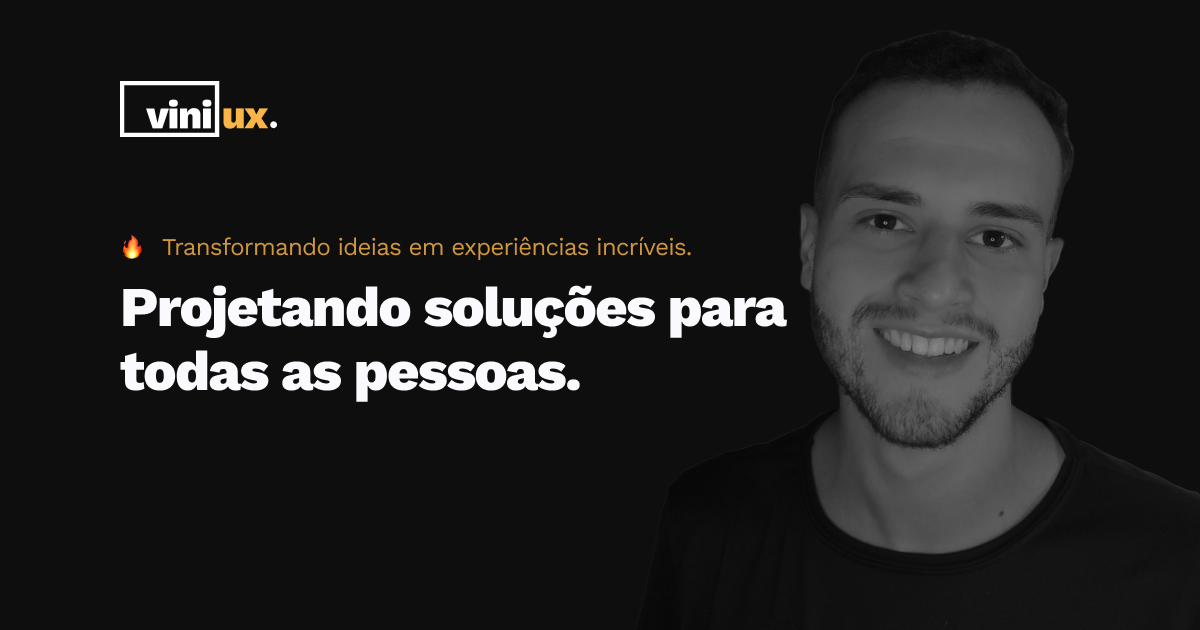 viniux.
🔥 Transformando ideias em experiências incríveis.
Projetando soluções para
todas as pessoas.